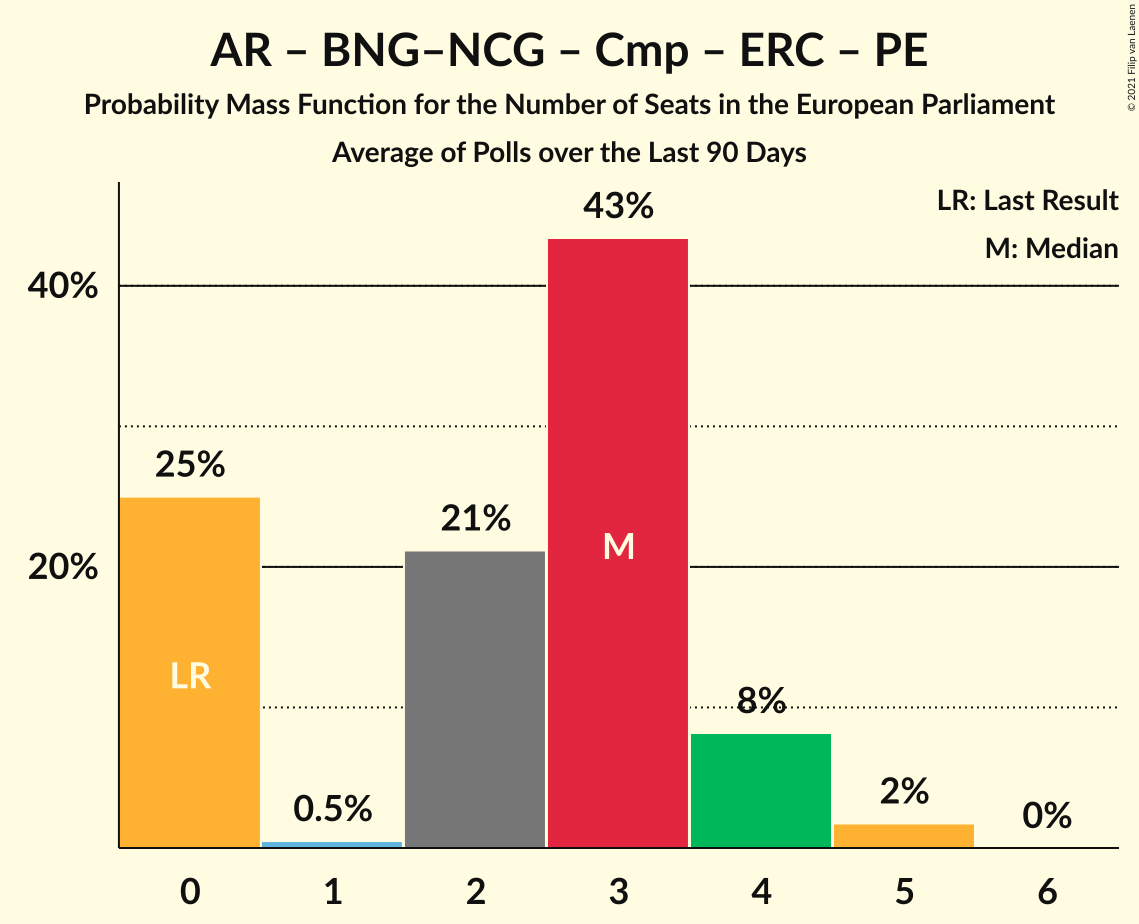 AR – BNG–NCG – Cmp – ERC – PE
Probability Mass Function for the Number of Seats in the European Parliament
Average of Polls over the Last 90 Days
© 2021 Filip van Laenen
LR: Last Result
M: Median
43%
40%
25%
21%
M
20%
LR
8%
2%
0.5%
0%
0 1 2 3 4 5 6